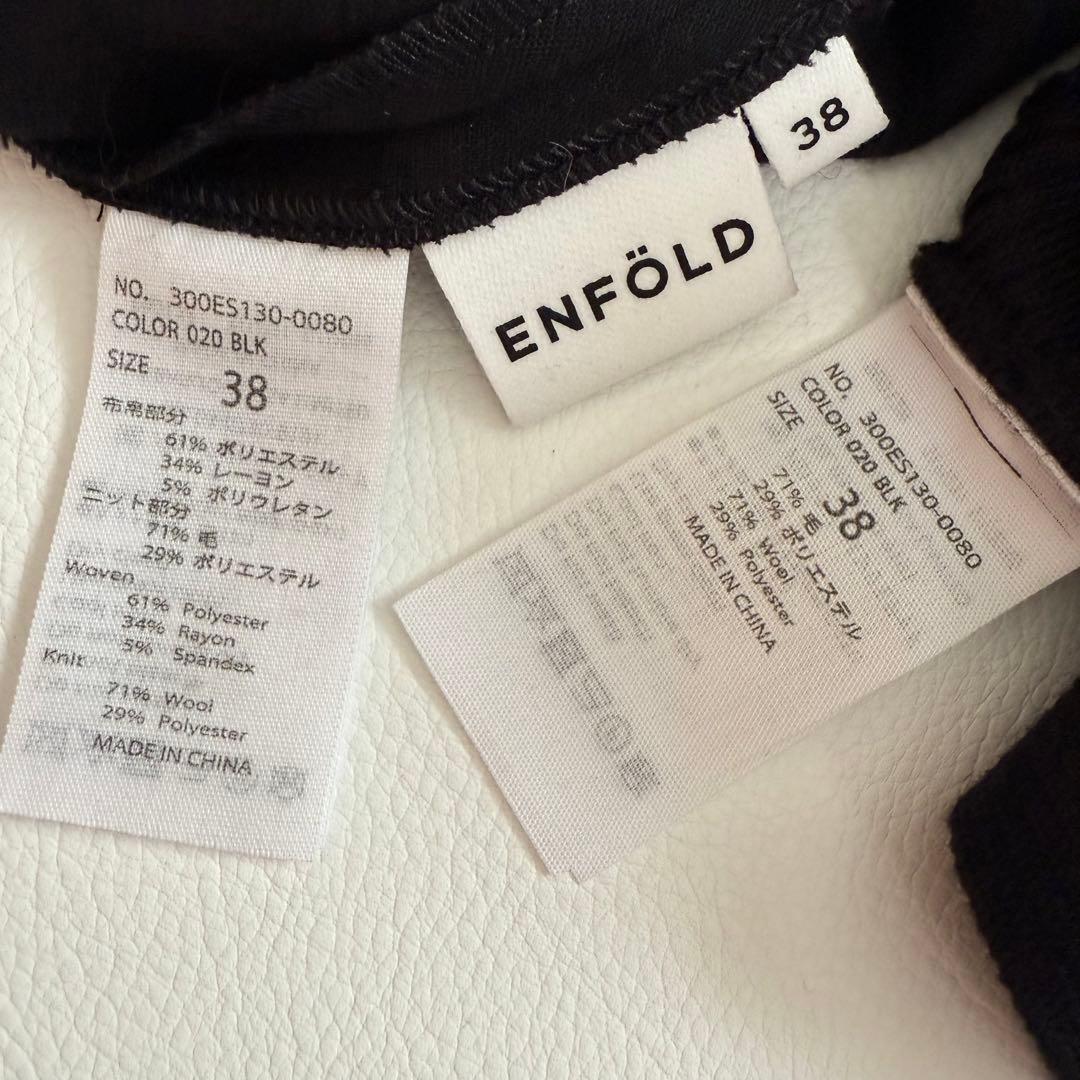 38
ENFÖLD
NO. 300ES130-0080
COLOR 020 BLK
SIZE 38
布帛部分
61% ポリエステル
34% レーヨン
5% ポリウレタン
ニット部分
71% 毛
29% ポリエステル
Woven
61% Polyester
34% Rayon
5% Spandex
Knit
71% Wool
29% Polyester
MADE IN CHINA
NO. 300ES130-0080
COLOR 020 BLK
SIZE 38
71% 毛
29% ポリエステル
71% Wool
29% Polyester
MADE IN CHINA